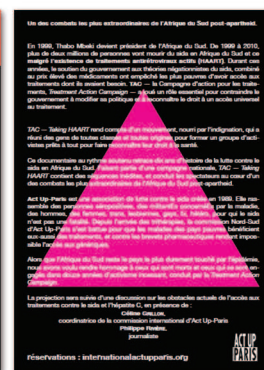 Un des combats les plus extraordinaires de l'Afrique du Sud post-apartheid.
En 1999, Thabo Mbeki devient président de l'Afrique du Sud. De 1999 à 2010,
plus de deux millions de personnes vont mourir du sida en Afrique du Sud et ce
malgré l'existence de traitements antirétroviraux actifs (HAART). Durant ces
années, le soutien du gouvernement aux théories négationnistes du sida, combiné
au prix élevé des médicaments ont empêché les plus pauvres d'avoir accès aux
traitements dont ils avaient besoin. TAC — la Campagne d'action pour les traite-
ments, Treatment Action Campaign — a joué un rôle essentiel pour contraindre le
gouvernement à modifier sa politique et à reconnaître le droit à un accès universel
au traitement.
TAC — Taking HAART rend compte d'un mouvement, nourri par l'indignation, qui a
réuni des gens de toutes classes et toutes origines pour former un groupe d'acti-
vistes prêts à tout pour faire reconnaître leur droit à la santé.
Ce documentaire au rythme soutenu retrace dix ans d'histoire de la lutte contre le
sida en Afrique du Sud. Faisant partie d'une campagne nationale, TAC — Taking
HAART contient des séquences inédites, et conduit les spectateurs au cœur d'un
des combats les plus extraordinaires de l'Afrique du Sud post-apartheid.
Act Up-Paris est une association de lutte contre le sida créée en 1989. Elle ras-
semble des personnes séropositives, des militants concernés par la maladie,
des hommes, des femmes, trans, lesbiennes, gays, bi, hétéros, pour qui le sida
n'est pas une fatalité. Depuis l'arrivée des trithérapies, la commission Nord-Sud
d'Act Up-Paris s'est battue pour que les malades des pays pauvres bénéficient
eux-aussi des traitements, et contre les brevets pharmaceutiques rendant impos-
sible l'accès aux génériques.
Alors que l'Afrique du Sud reste le pays le plus durement touché par l'épidémie,
nous avons voulu rendre hommage à ceux qui sont morts et ceux qui se sont en-
gagés dans douze années d'activisme incessant, conduit par le Treatment Action
Campaign.
La projection sera suivie d'une discussion sur les obstacles actuels de l'accès aux
traitements contre le sida et l'hépatite C, en présence de :
Céline Grillon,
coordinatrice de la commission international d'Act Up-Paris
Philippe Rivière,
journaliste
réservations : international@actupparis.org
ACT UP
PARIS